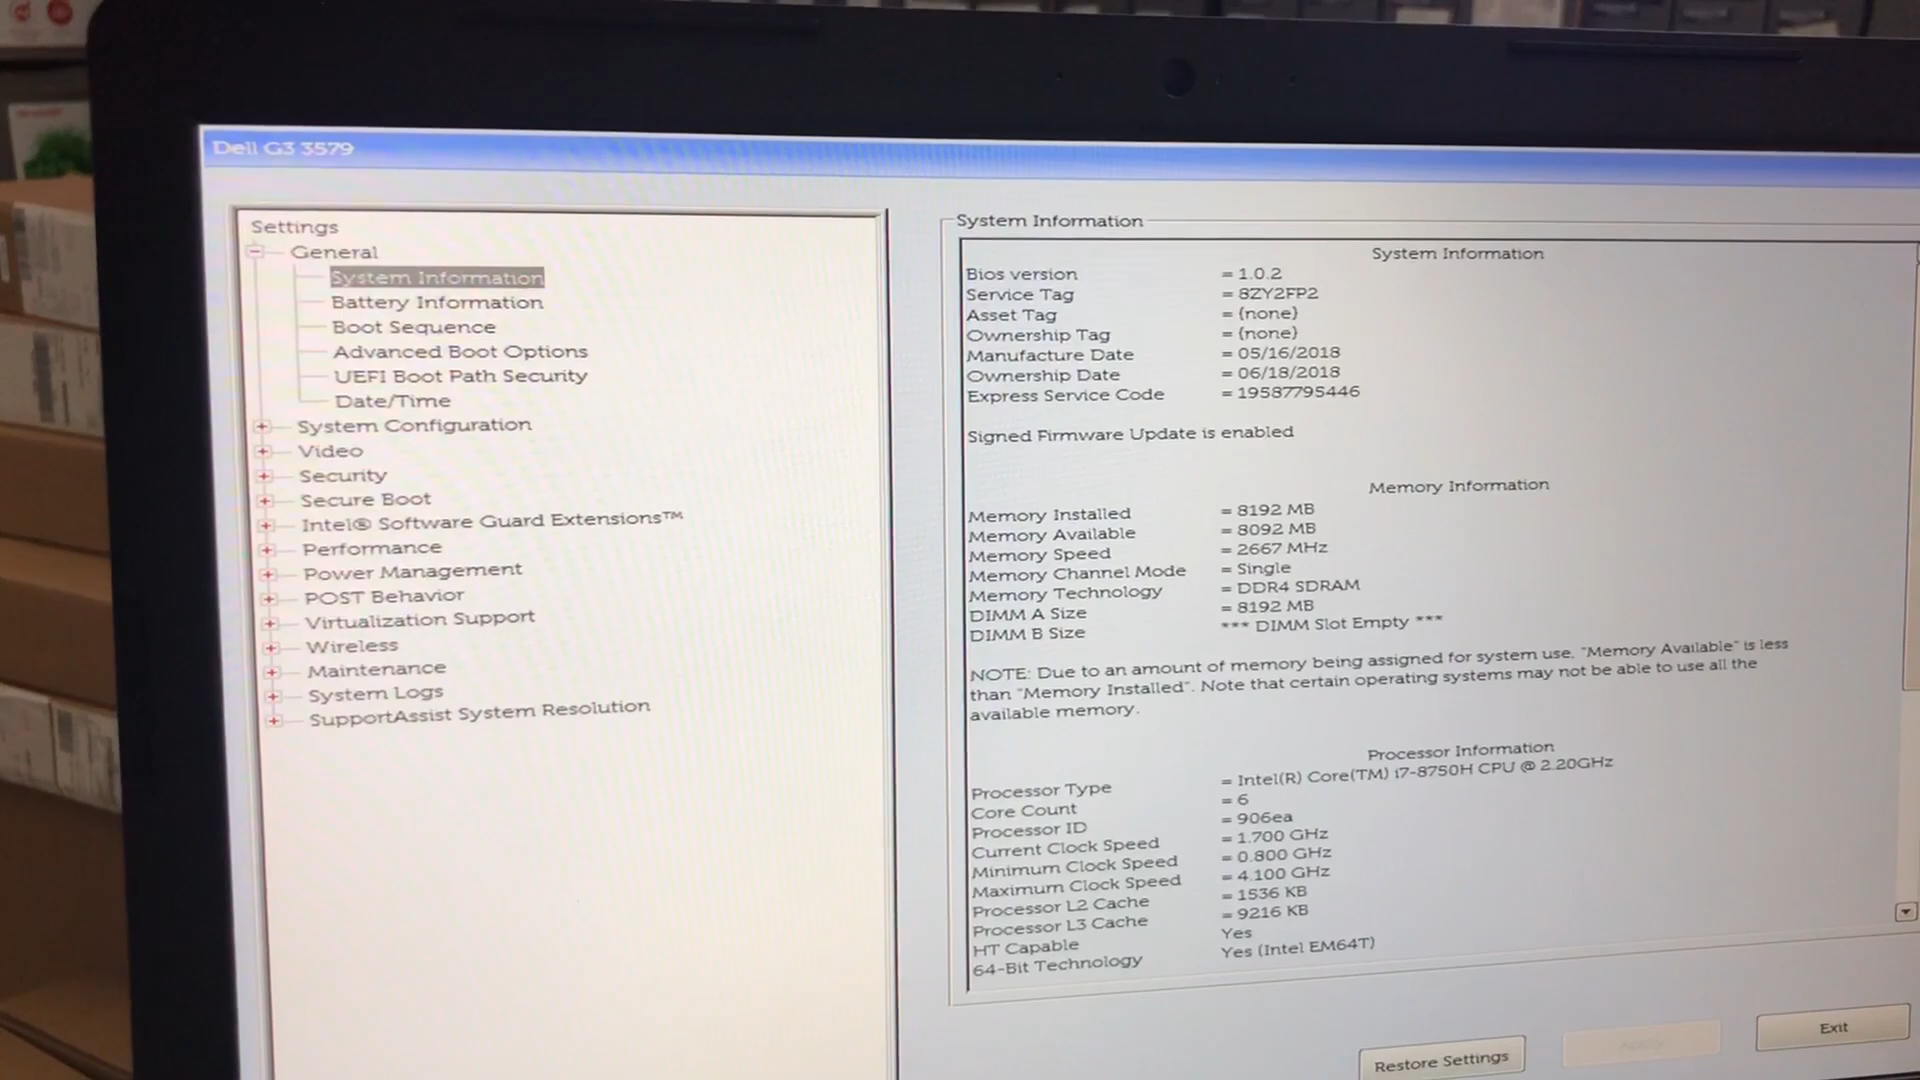 Dell G3 3579
Settings
General
System Information
Battery Information
Boot Sequence
Advanced Boot Options
UEFI Boot Path Security
Date/Time
System Configuration
Video
Security
Secure Boot
Intel® Software Guard Extensions™
Performance
Power Management
POST Behavior
Virtualization Support
Wireless
Maintenance
System Logs
SupportAssist System Resolution
System Information
System Information
Bios version = 1.0.2
Service Tag = 8ZY2FP2
Asset Tag = {none}
Ownership Tag = {none}
Manufacture Date = 05/16/2018
Ownership Date = 06/18/2018
Express Service Code = 19587795446
Signed Firmware Update is enabled
Memory Information
Memory Installed = 8192 MB
Memory Available = 8092 MB
Memory Speed = 2667 MHz
Memory Channel Mode = Single
Memory Technology = DDR4 SDRAM
DIMM A Size = 8192 MB
DIMM B Size *** DIMM Slot Empty ***
NOTE: Due to an amount of memory being assigned for system use, "Memory Available" is less
than "Memory Installed". Note that certain operating systems may not be able to use all the
available memory.
Processor Information
Processor Type = Intel(R) Core(TM) i7-8750H CPU @ 2.20GHz
Core Count = 6
Processor ID = 906ea
Current Clock Speed = 1.700 GHz
Minimum Clock Speed = 0.800 GHz
Maximum Clock Speed = 4.100 GHz
Processor L2 Cache = 1536 KB
Processor L3 Cache = 9216 KB
HT Capable Yes
64-Bit Technology Yes (Intel EM64T)
Restore Settings
Apply
Exit